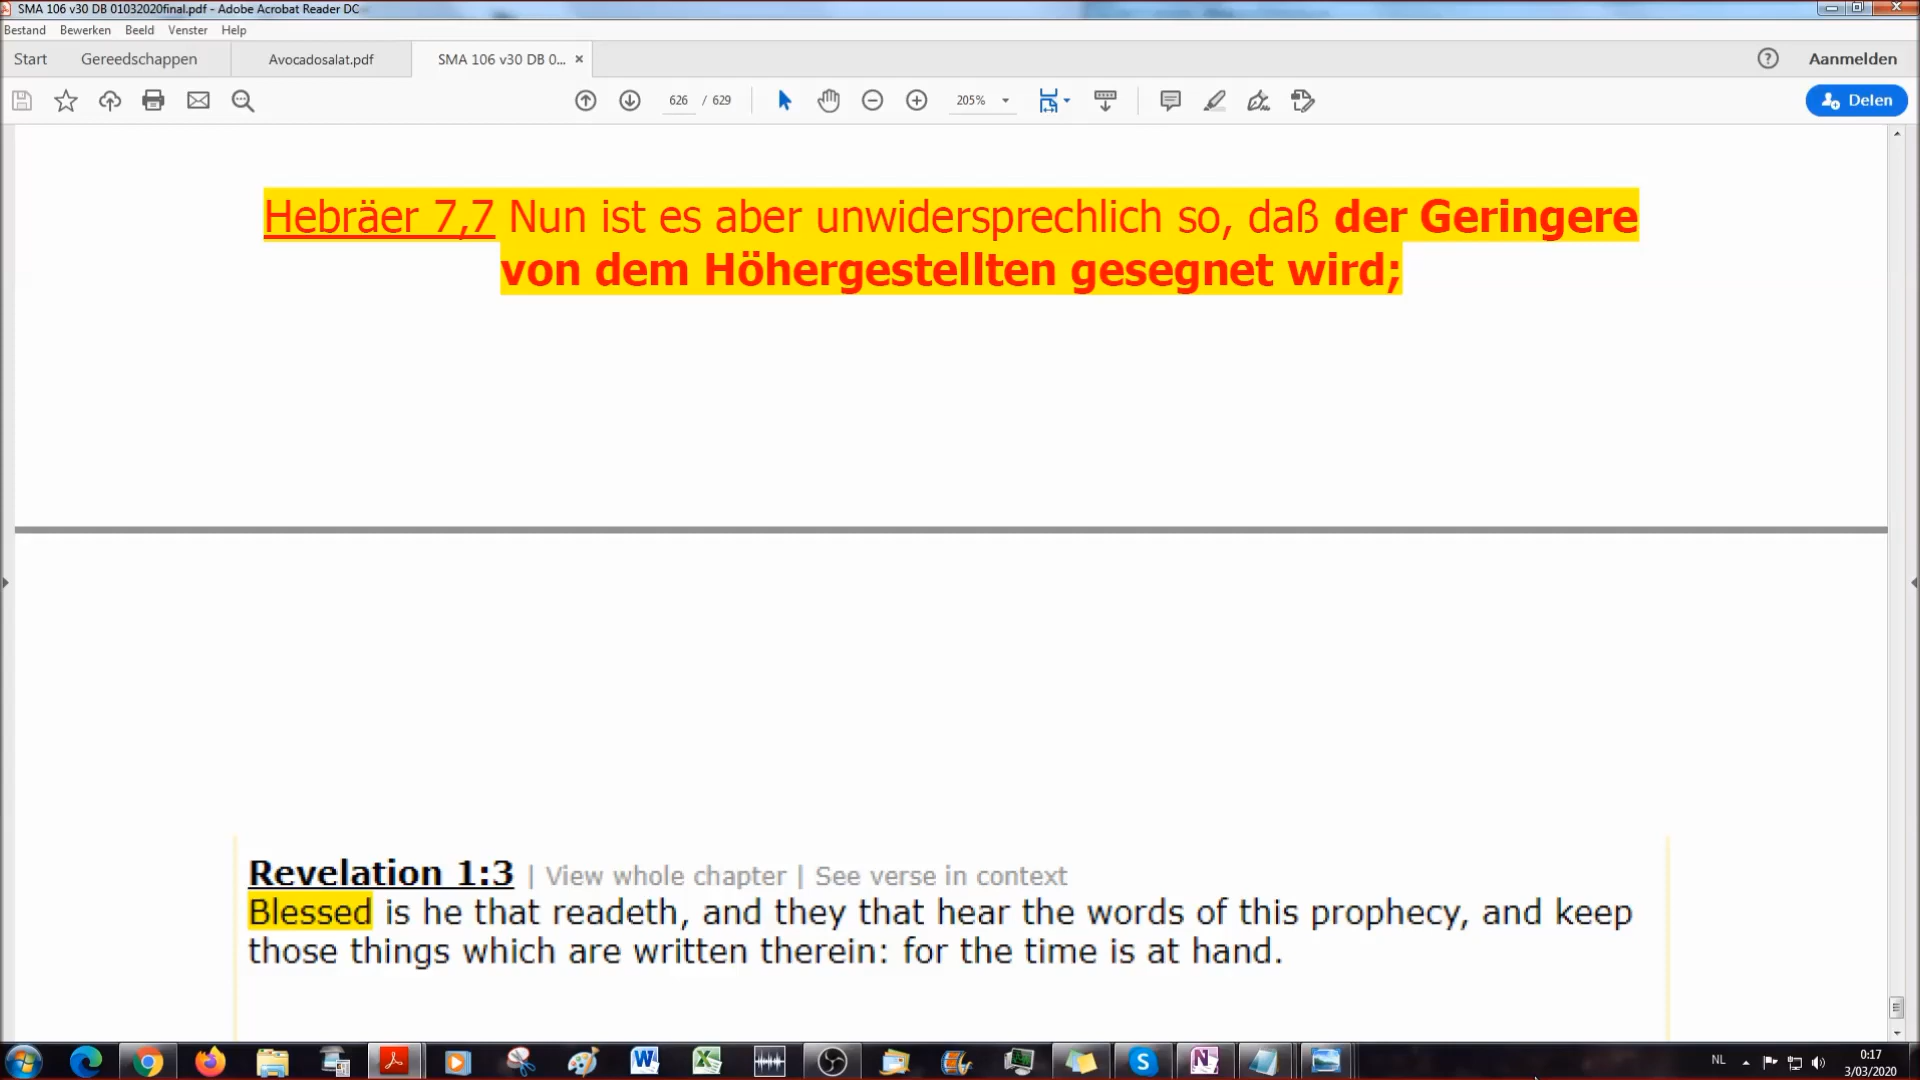 SMA 106 v30 DB 01032020final.pdf - Adobe Acrobat Reader DC
Bestand Bewerken Beeld Venster Help
Start Gereedschappen Avocadosalat.pdf SMA 106 v30 DB 0... × Aanmelden
626 / 629 205% Delen
Hebräer 7,7 Nun ist es aber unwidersprechlich so, daß der Geringere
von dem Höhergestellten gesegnet wird;
Revelation 1:3 | View whole chapter | See verse in context
Blessed is he that readeth, and they that hear the words of this prophecy, and keep
those things which are written therein: for the time is at hand.
NL 0:17
3/03/2020